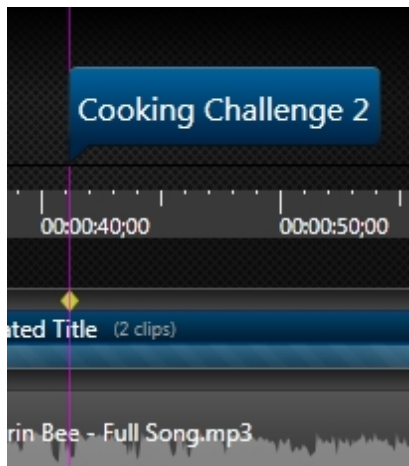 Cooking Challenge 2
00:00:40;00 00:00:50;00
ated Title (2 clips)
rin Bee - Full Song.mp3